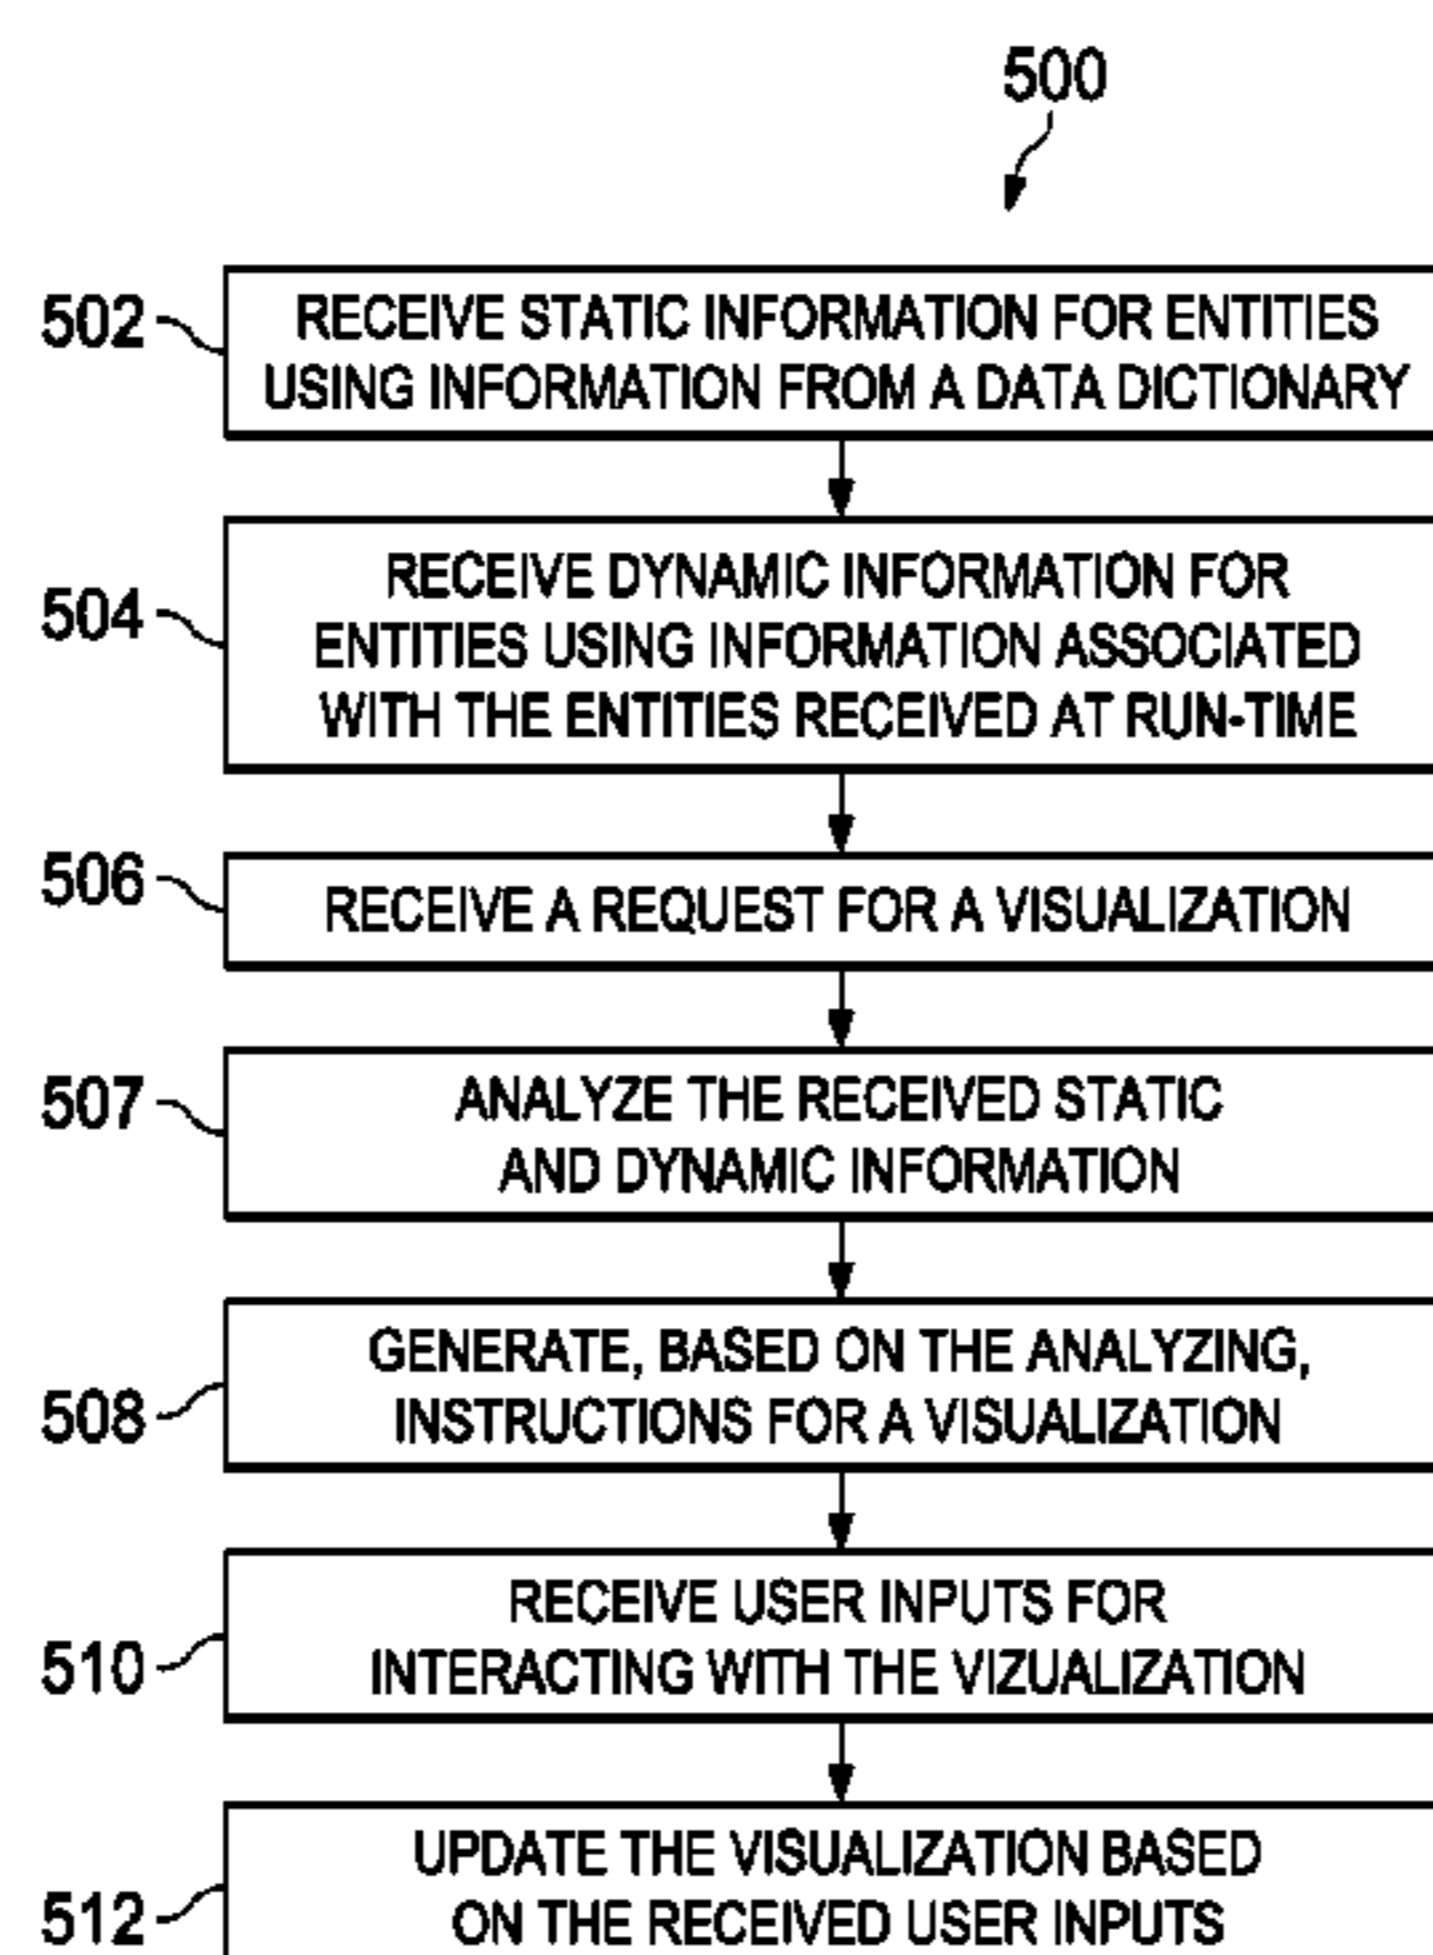 500
502
RECEIVE STATIC INFORMATION FOR ENTITIES
USING INFORMATION FROM A DATA DICTIONARY
504
RECEIVE DYNAMIC INFORMATION FOR
ENTITIES USING INFORMATION ASSOCIATED
WITH THE ENTITIES RECEIVED AT RUN-TIME
506
RECEIVE A REQUEST FOR A VISUALIZATION
507
ANALYZE THE RECEIVED STATIC
AND DYNAMIC INFORMATION
508
GENERATE, BASED ON THE ANALYZING,
INSTRUCTIONS FOR A VISUALIZATION
510
RECEIVE USER INPUTS FOR
INTERACTING WITH THE VIZUALIZATION
512
UPDATE THE VISUALIZATION BASED
ON THE RECEIVED USER INPUTS